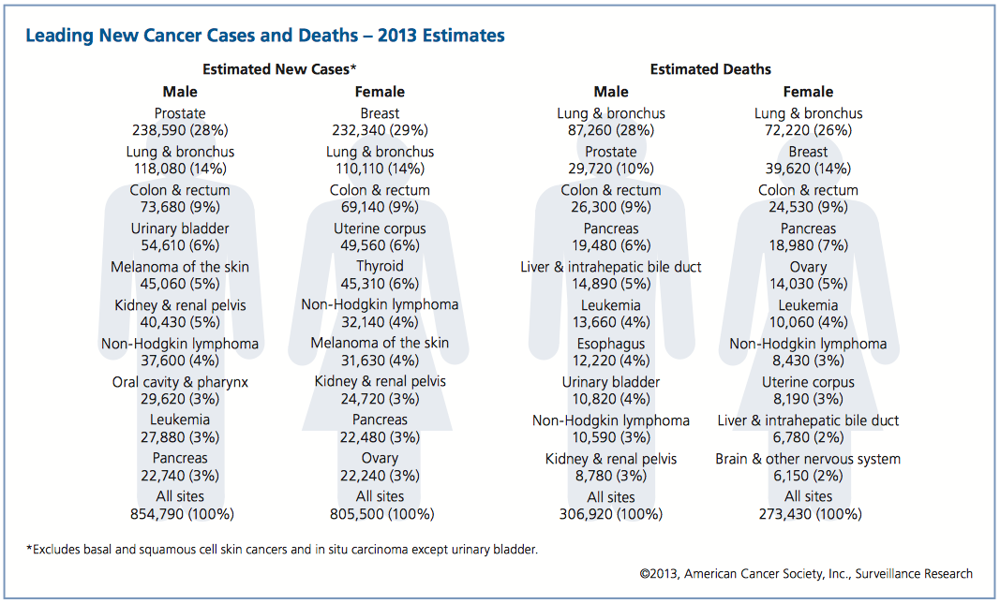 Leading New Cancer Cases and Deaths – 2013 Estimates
Estimated New Cases*
Male
Prostate
238,590 (28%)
Lung & bronchus
118,080 (14%)
Colon & rectum
73,680 (9%)
Urinary bladder
54,610 (6%)
Melanoma of the skin
45,060 (5%)
Kidney & renal pelvis
40,430 (5%)
Non-Hodgkin lymphoma
37,600 (4%)
Oral cavity & pharynx
29,620 (3%)
Leukemia
27,880 (3%)
Pancreas
22,740 (3%)
All sites
854,790 (100%)
Female
Breast
232,340 (29%)
Lung & bronchus
110,110 (14%)
Colon & rectum
69,140 (9%)
Uterine corpus
49,560 (6%)
Thyroid
45,310 (6%)
Non-Hodgkin lymphoma
32,140 (4%)
Melanoma of the skin
31,630 (4%)
Kidney & renal pelvis
24,720 (3%)
Pancreas
22,480 (3%)
Ovary
22,240 (3%)
All sites
805,500 (100%)
Estimated Deaths
Male
Lung & bronchus
87,260 (28%)
Prostate
29,720 (10%)
Colon & rectum
26,300 (9%)
Pancreas
19,480 (6%)
Liver & intrahepatic bile duct
14,890 (5%)
Leukemia
13,660 (4%)
Esophagus
12,220 (4%)
Urinary bladder
10,820 (4%)
Non-Hodgkin lymphoma
10,590 (3%)
Kidney & renal pelvis
8,780 (3%)
All sites
306,920 (100%)
Female
Lung & bronchus
72,220 (26%)
Breast
39,620 (14%)
Colon & rectum
24,530 (9%)
Pancreas
18,980 (7%)
Ovary
14,030 (5%)
Leukemia
10,060 (4%)
Non-Hodgkin lymphoma
8,430 (3%)
Uterine corpus
8,190 (3%)
Liver & intrahepatic bile duct
6,780 (2%)
Brain & other nervous system
6,150 (2%)
All sites
273,430 (100%)
*Excludes basal and squamous cell skin cancers and in situ carcinoma except urinary bladder.
©2013, American Cancer Society, Inc., Surveillance Research